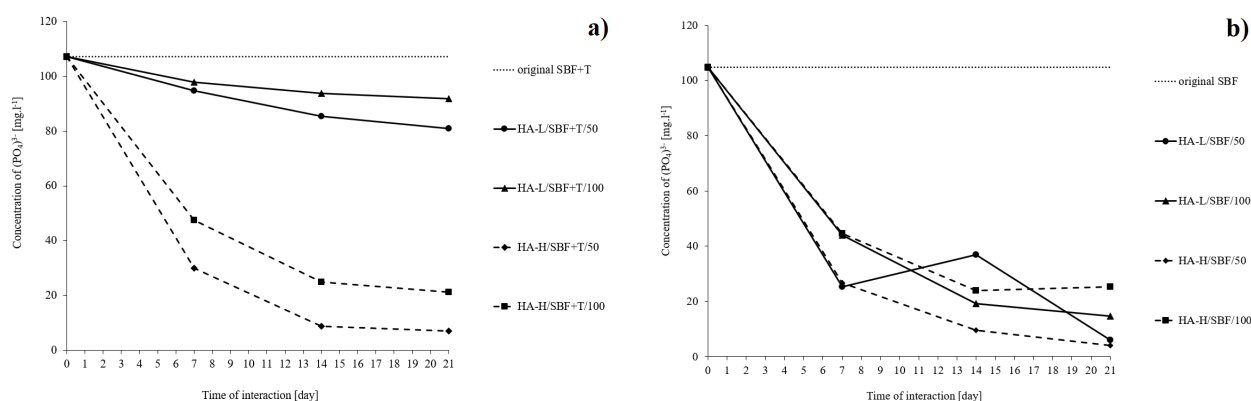 a)
120
100
80
60
40
20
0
Concentration of (PO₄)³⁻ [mg.l⁻¹]
0 1 2 3 4 5 6 7 8 9 10 11 12 13 14 15 16 17 18 19 20 21
Time of interaction [day]
original SBF+T
HA-L/SBF+T/50
HA-L/SBF+T/100
HA-H/SBF+T/50
HA-H/SBF+T/100
b)
120
100
80
60
40
20
0
Concentration of (PO₄)³⁻ [mg.l⁻¹]
0 1 2 3 4 5 6 7 8 9 10 11 12 13 14 15 16 17 18 19 20 21
Time of interaction [day]
original SBF
HA-L/SBF/50
HA-L/SBF/100
HA-H/SBF/50
HA-H/SBF/100